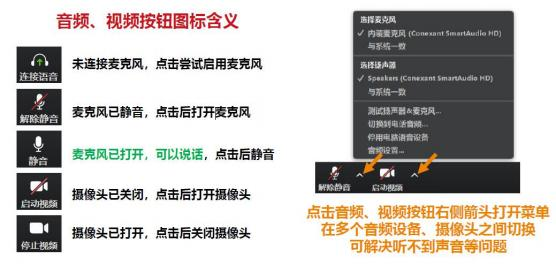 音频、视频按钮图标含义
连接语音
未连接麦克风，点击尝试启用麦克风
解除静音
麦克风已静音，点击后打开麦克风
静音
麦克风已打开，可以说话，点击后静音
启动视频
摄像头已关闭，点击后打开摄像头
停止视频
摄像头已打开，点击后关闭摄像头
选择麦克风
✓ 内装麦克风 (Conexant SmartAudio HD)
与系统一致
选择扬声器
✓ Speakers (Conexant SmartAudio HD)
与系统一致
测试扬声器&麦克风...
切换到电话音频...
停用电脑语音设备
音频设置...
解除静音 启动视频
点击音频、视频按钮右侧箭头打开菜单
在多个音频设备、摄像头之间切换
可解决听不到声音等问题